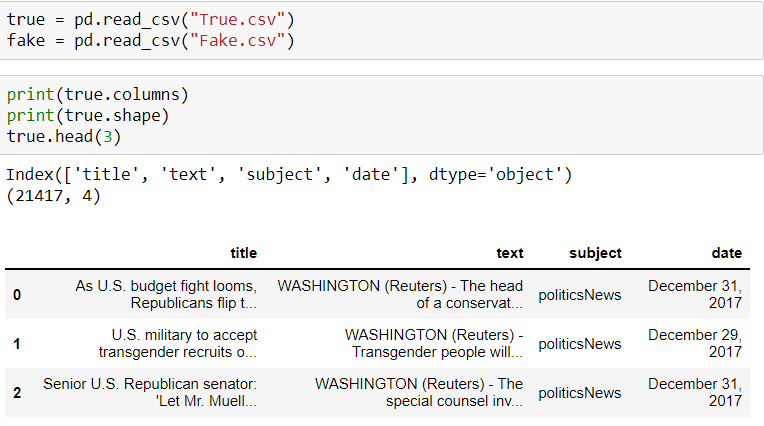 true = pd.read_csv("True.csv")
fake = pd.read_csv("Fake.csv")
print(true.columns)
print(true.shape)
true.head(3)
Index(['title', 'text', 'subject', 'date'], dtype='object')
(21417, 4)
title text subject date
0 As U.S. budget fight looms, Republicans flip t... WASHINGTON (Reuters) - The head of a conservat... politicsNews December 31, 2017
1 U.S. military to accept transgender recruits o... WASHINGTON (Reuters) - Transgender people will... politicsNews December 29, 2017
2 Senior U.S. Republican senator: 'Let Mr. Muell... WASHINGTON (Reuters) - The special counsel inv... politicsNews December 31, 2017